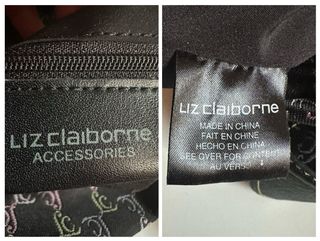 LIZ claiborne
ACCESSORIES
LIZ claiborne
MADE IN CHINA
FAIT EN CHINE
HECHO EN CHINA
SEE OVER FOR CONTENT
AU VERSO